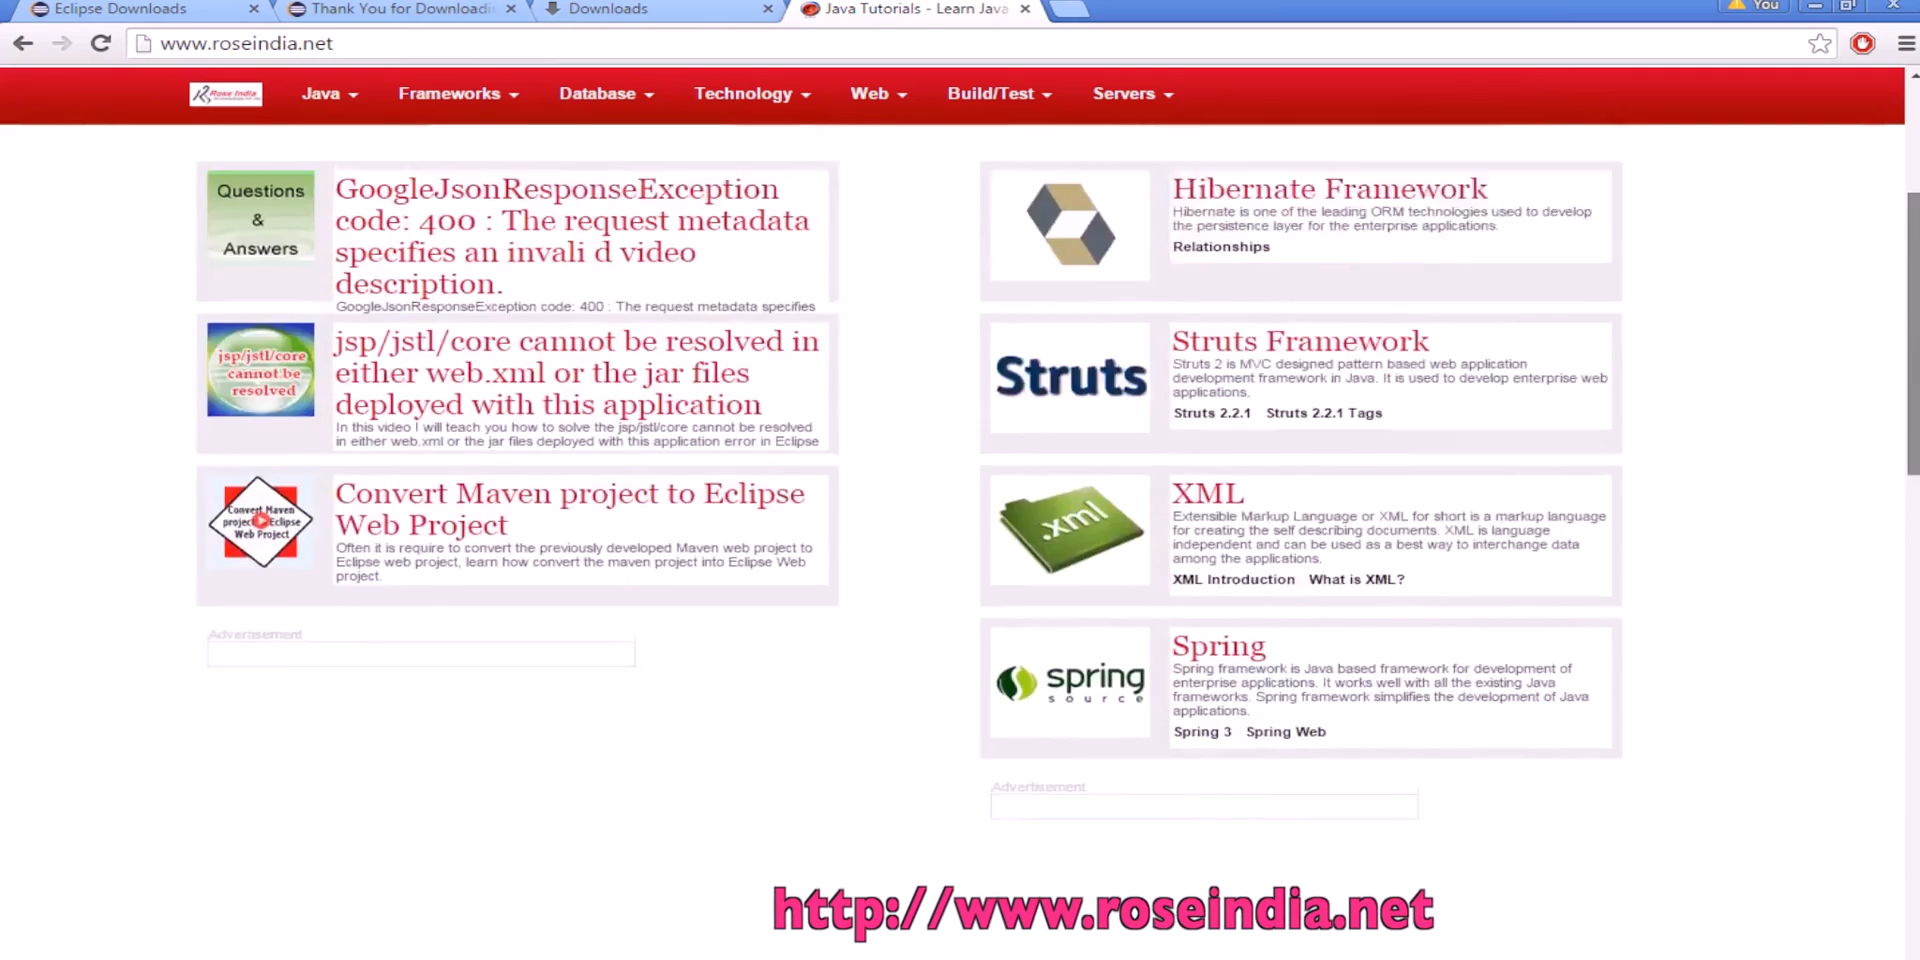 Eclipse Downloads
Thank You for Downloadin
Downloads
Java Tutorials - Learn Java
You
www.roseindia.net
Rose India
Java
Frameworks
Database
Technology
Web
Build/Test
Servers
Questions
&
Answers
GoogleJsonResponseException
code: 400 : The request metadata
specifies an invali d video
description.
GoogleJsonResponseException code: 400 : The request metadata specifies
jsp/jstl/core
cannot be
resolved
jsp/jstl/core cannot be resolved in
either web.xml or the jar files
deployed with this application
In this video I will teach you how to solve the jsp/jstl/core cannot be resolved
in either web.xml or the jar files deployed with this application error in Eclipse
Convert Maven
project Eclipse
Web Project
Convert Maven project to Eclipse
Web Project
Often it is require to convert the previously developed Maven web project to
Eclipse web project, learn how convert the maven project into Eclipse Web
project.
Advertisement
Hibernate Framework
Hibernate is one of the leading ORM technologies used to develop
the persistence layer for the enterprise applications.
Relationships
Struts
Struts Framework
Struts 2 is MVC designed pattern based web application
development framework in Java. It is used to develop enterprise web
applications.
Struts 2.2.1 Struts 2.2.1 Tags
.xml
XML
Extensible Markup Language or XML for short is a markup language
for creating the self describing documents. XML is language
independent and can be used as a best way to interchange data
among the applications.
XML Introduction What is XML?
spring
source
Spring
Spring framework is Java based framework for development of
enterprise applications. It works well with all the existing Java
frameworks. Spring framework simplifies the development of Java
applications.
Spring 3 Spring Web
Advertisement
http://www.roseindia.net